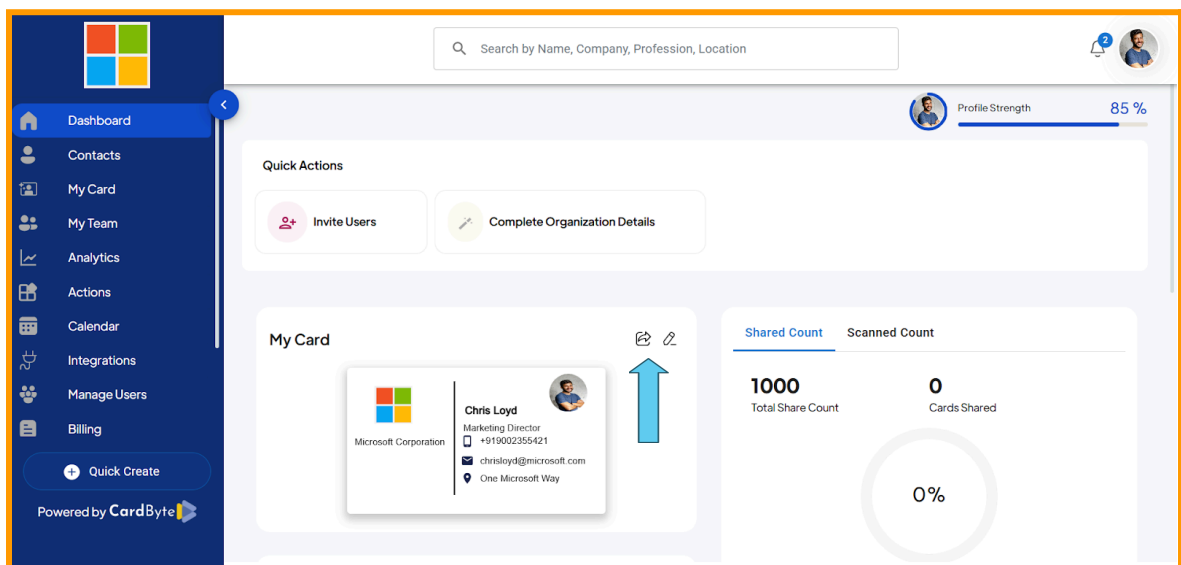 Search by Name, Company, Profession, Location
2
Dashboard
Contacts
My Card
My Team
Analytics
Actions
Calendar
Integrations
Manage Users
Billing
Quick Create
Powered by CardByte
Profile Strength
85 %
Quick Actions
Invite Users
Complete Organization Details
My Card
Microsoft Corporation
Chris Loyd
Marketing Director
+919002355421
chrisloyd@microsoft.com
One Microsoft Way
Shared Count
Scanned Count
1000
Total Share Count
0
Cards Shared
0%